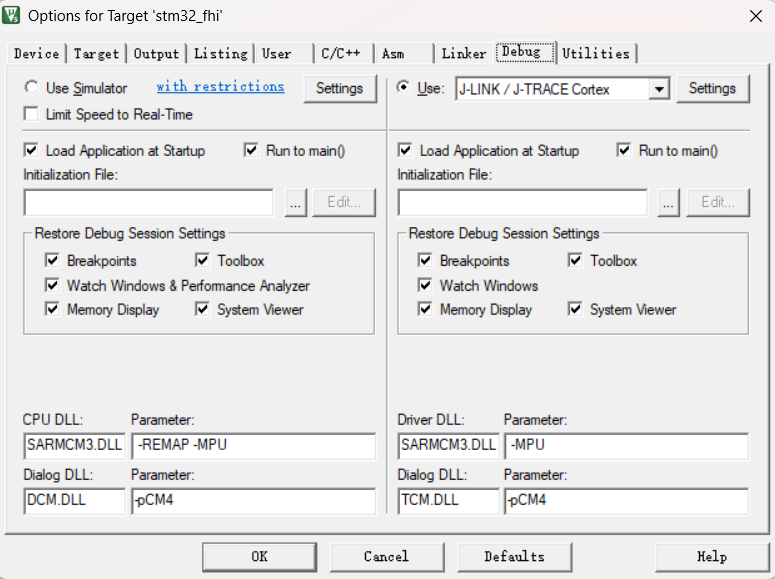 Options for Target 'stm32_fhi'
Device Target Output Listing User C/C++ Asm Linker Debug Utilities
Use Simulator with restrictions Settings
Limit Speed to Real-Time
Use: J-LINK / J-TRACE Cortex Settings
Load Application at Startup Run to main()
Initialization File:
... Edit...
Restore Debug Session Settings
Breakpoints Toolbox
Watch Windows & Performance Analyzer
Memory Display System Viewer
Load Application at Startup Run to main()
Initialization File:
... Edit...
Restore Debug Session Settings
Breakpoints Toolbox
Watch Windows
Memory Display System Viewer
CPU DLL: Parameter:
SARMCM3.DLL -REMAP -MPU
Dialog DLL: Parameter:
DCM.DLL -pCM4
Driver DLL: Parameter:
SARMCM3.DLL -MPU
Dialog DLL: Parameter:
TCM.DLL -pCM4
OK Cancel Defaults Help